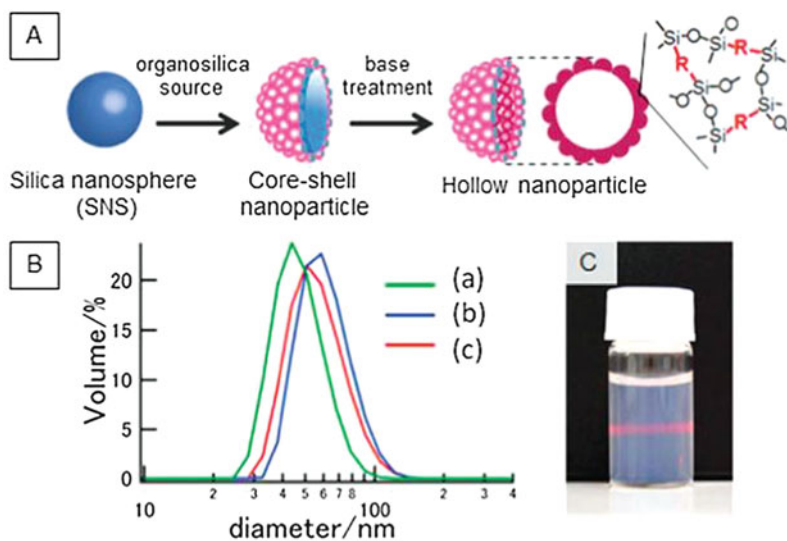 A
organosilica
source
base
treatment
Silica nanosphere
(SNS)
Core-shell
nanoparticle
Hollow nanoparticle
O
Si O Si R Si
R O
Si O
O O Si
Si R O
B
Volume/%
20
15
10
5
0
(a)
(b)
(c)
10 2 3 4 5 6 7 8 100 2 3 4
diameter/nm
C